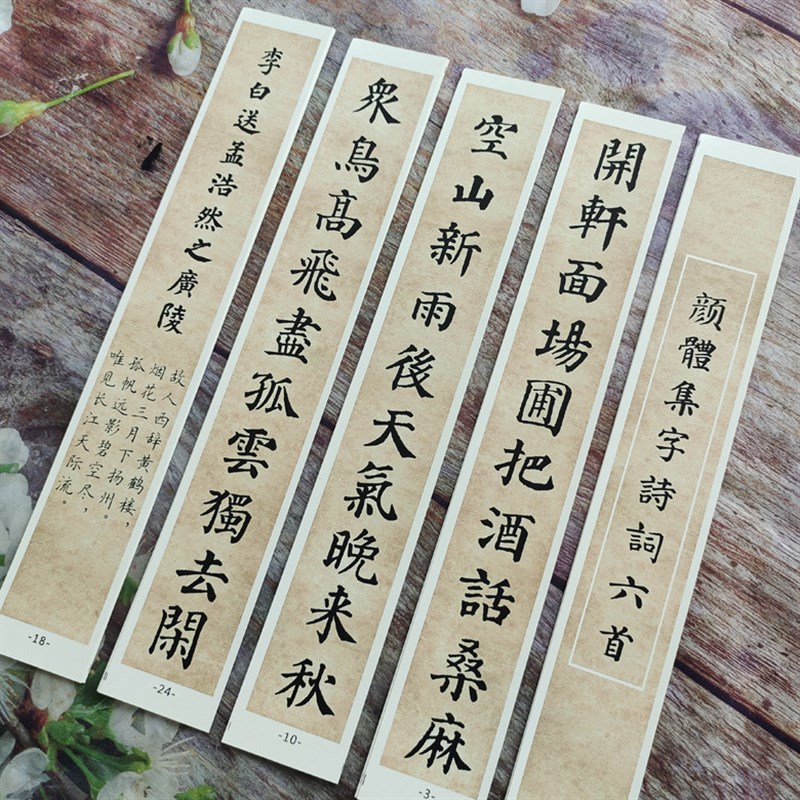 颜體集字詩詞六首
開軒面場圃把酒話桑麻
-3-
空山新雨後天氣晚来秋
-10-
衆鳥髙飛盡孤雲獨去閑
-24-
李白送孟浩然之廣陵
故人西辞黄鹤楼，
烟花三月下扬州。
孤帆远影碧空尽，
唯见长江天际流。
-18-